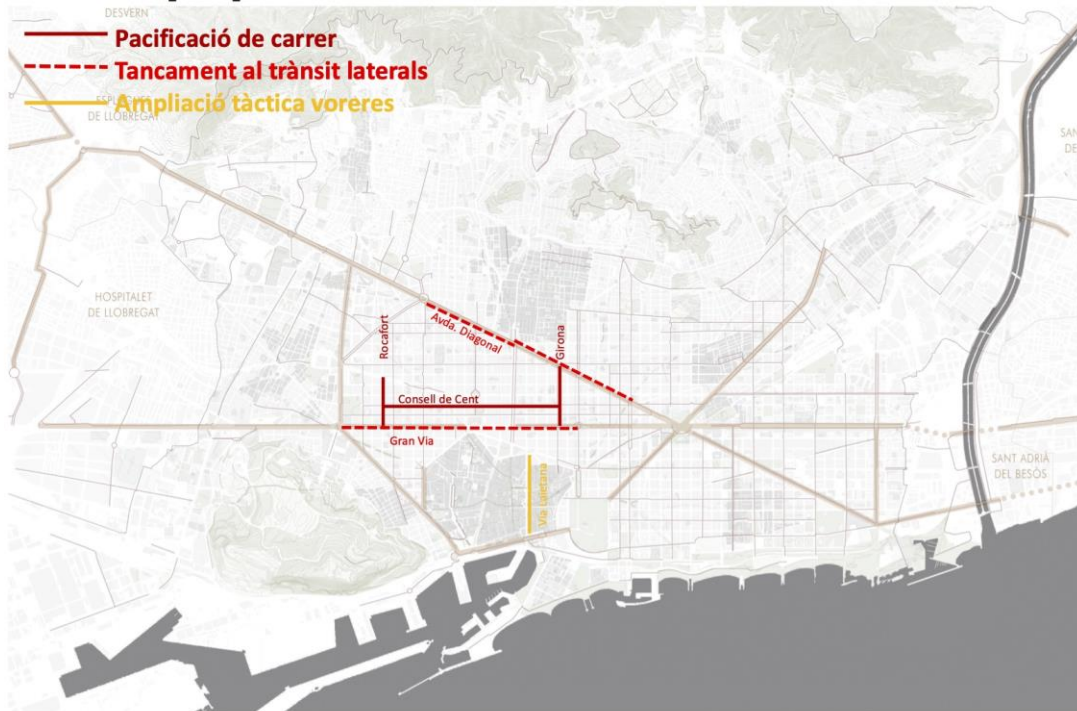 DESVERN
Pacificació de carrer
Tancament al trànsit laterals
Ampliació tàctica voreres
DE LLOBREGAT
HOSPITALET
DE LLOBREGAT
Rocafort
Avda. Diagonal
Girona
Consell de Cent
Gran Via
Via Laietana
SANT ADRIÀ
DEL BESÒS